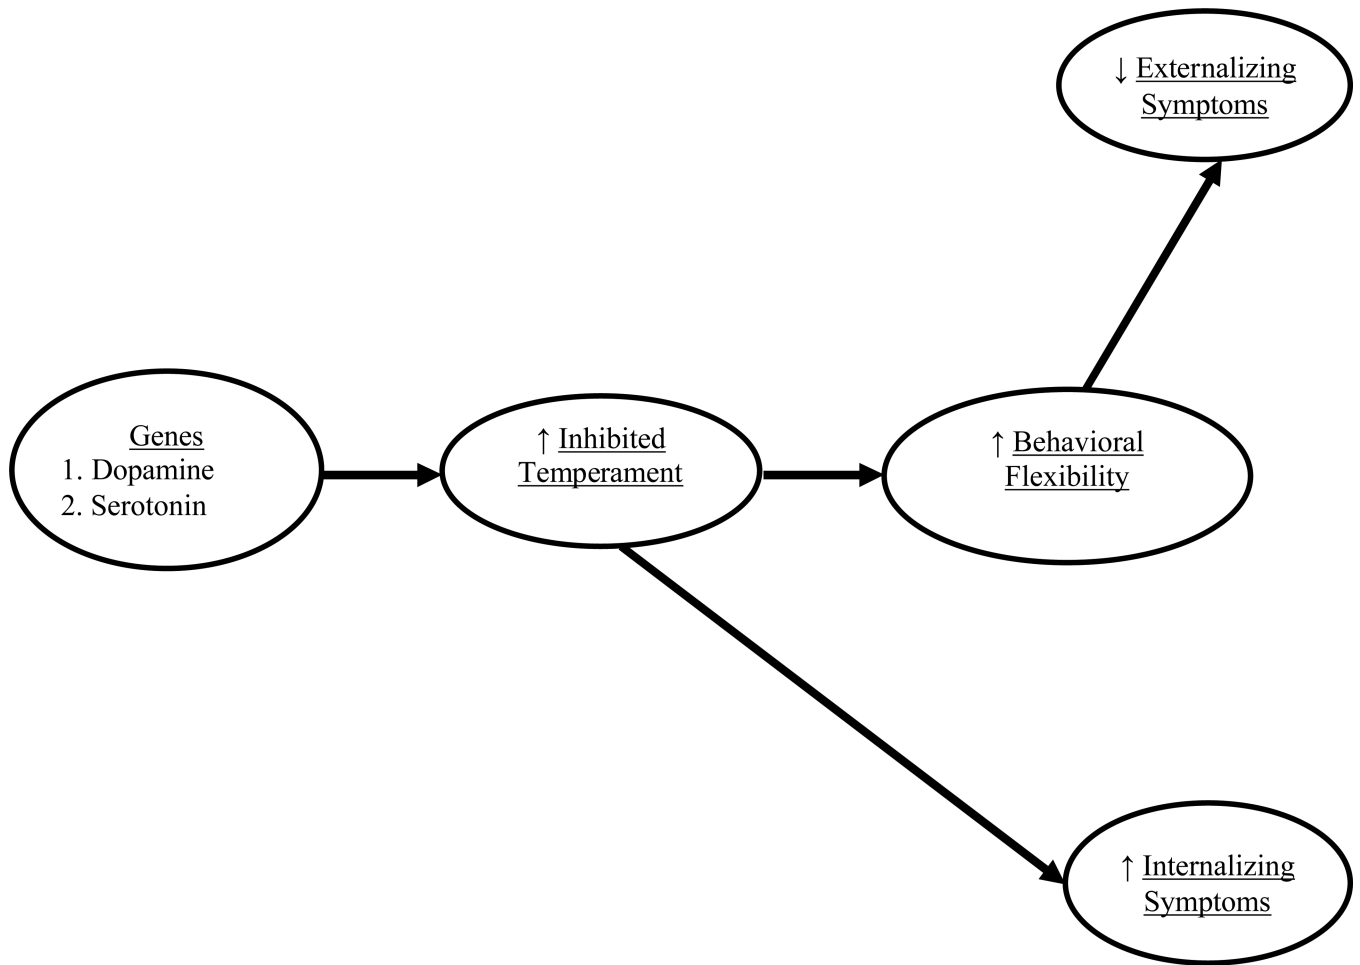 ↓ Externalizing
Symptoms
Genes
1. Dopamine
2. Serotonin
↑ Inhibited
Temperament
↑ Behavioral
Flexibility
↑ Internalizing
Symptoms